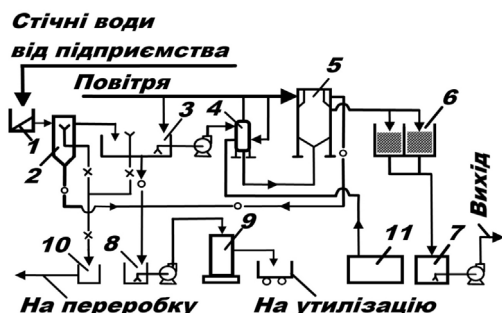 Стічні води
від підприємства
Повітря
1
2
3
4
5
6
Вихід
10
8
9
11
7
На переробку
На утилізацію